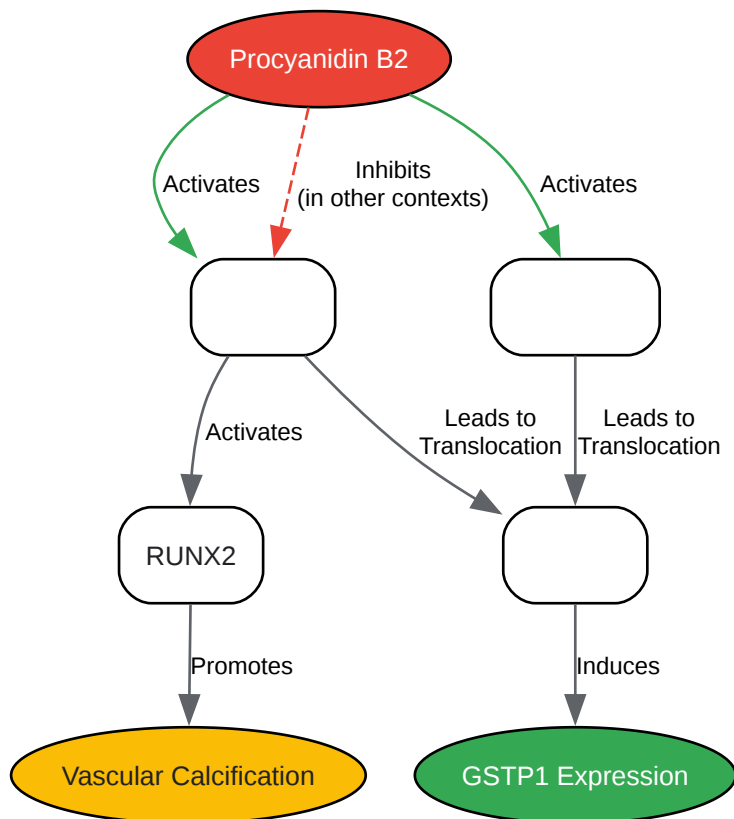 Procyanidin B2
Activates
Inhibits
(in other contexts)
Activates
Activates
Leads to
Translocation
Leads to
Translocation
RUNX2
Promotes
Induces
Vascular Calcification
GSTP1 Expression